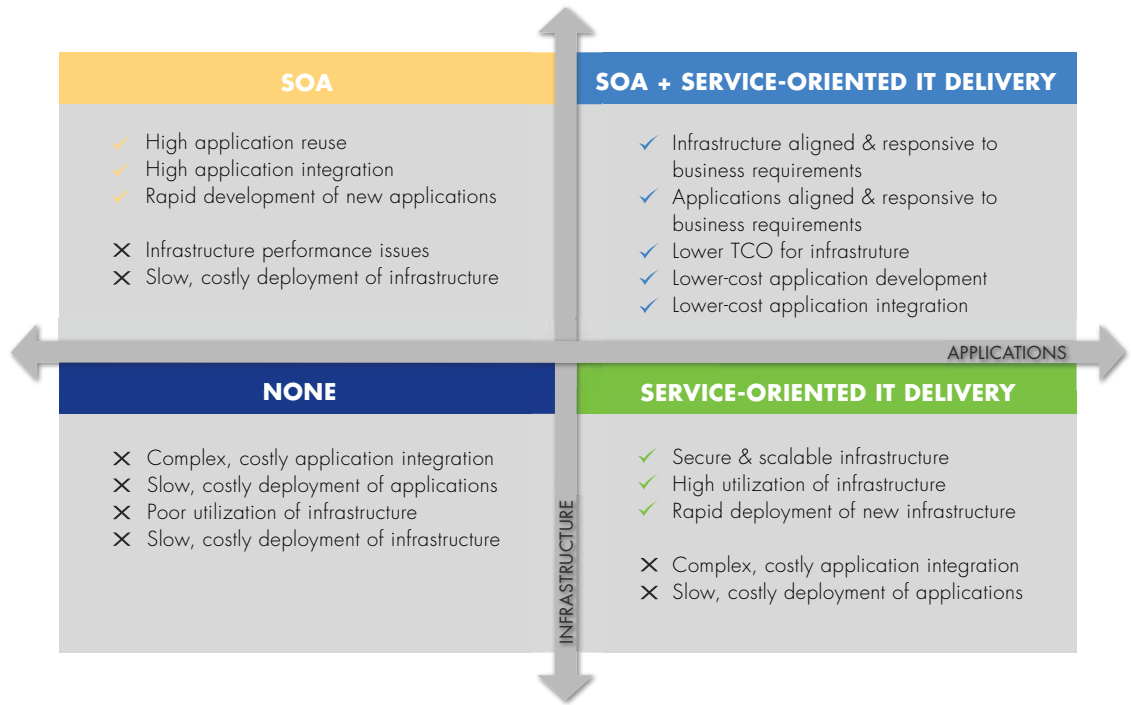 SOA
High application reuse
High application integration
Rapid development of new applications
Infrastructure performance issues
Slow, costly deployment of infrastructure
SOA + SERVICE-ORIENTED IT DELIVERY
Infrastructure aligned & responsive to
business requirements
Applications aligned & responsive to
business requirements
Lower TCO for infrastruture
Lower-cost application development
Lower-cost application integration
APPLICATIONS
NONE
Complex, costly application integration
Slow, costly deployment of applications
Poor utilization of infrastructure
Slow, costly deployment of infrastructure
SERVICE-ORIENTED IT DELIVERY
Secure & scalable infrastructure
High utilization of infrastructure
Rapid deployment of new infrastructure
Complex, costly application integration
Slow, costly deployment of applications
INFRASTRUCTURE